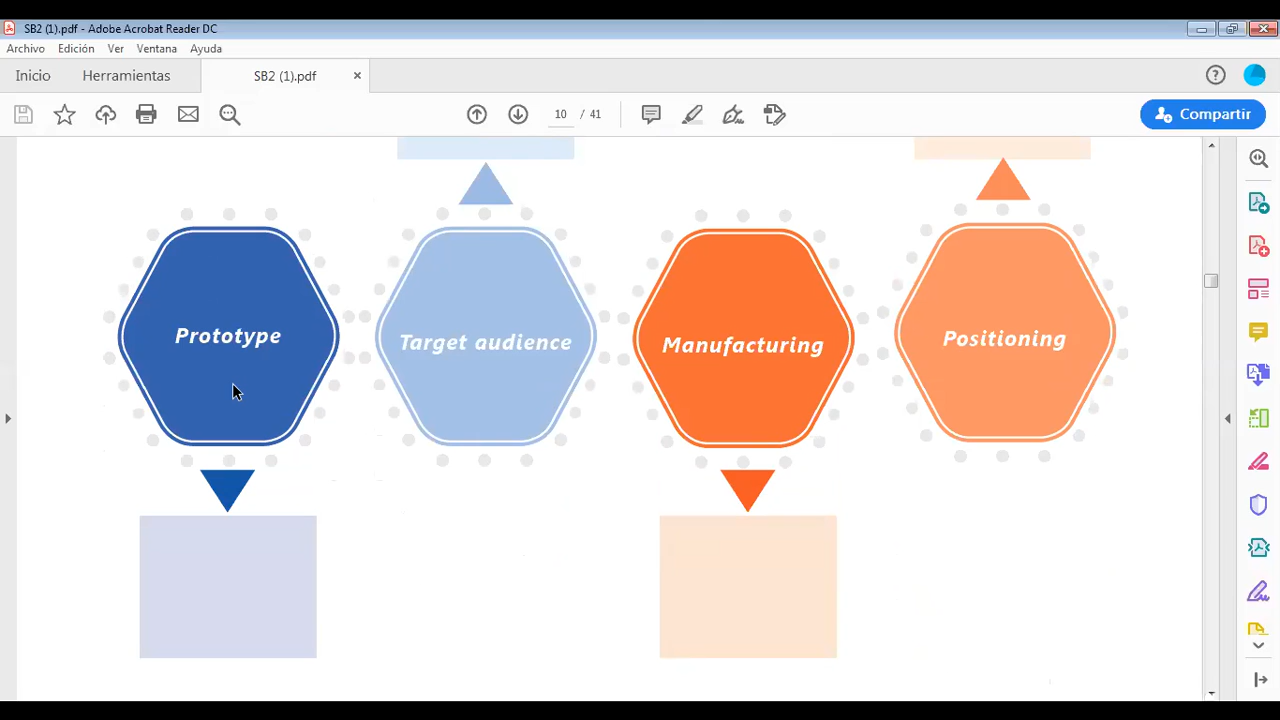 SB2 (1).pdf - Adobe Acrobat Reader DC
Archivo Edición Ver Ventana Ayuda
Inicio Herramientas SB2 (1).pdf ×
10 / 41
Compartir
Prototype
Target audience
Manufacturing
Positioning